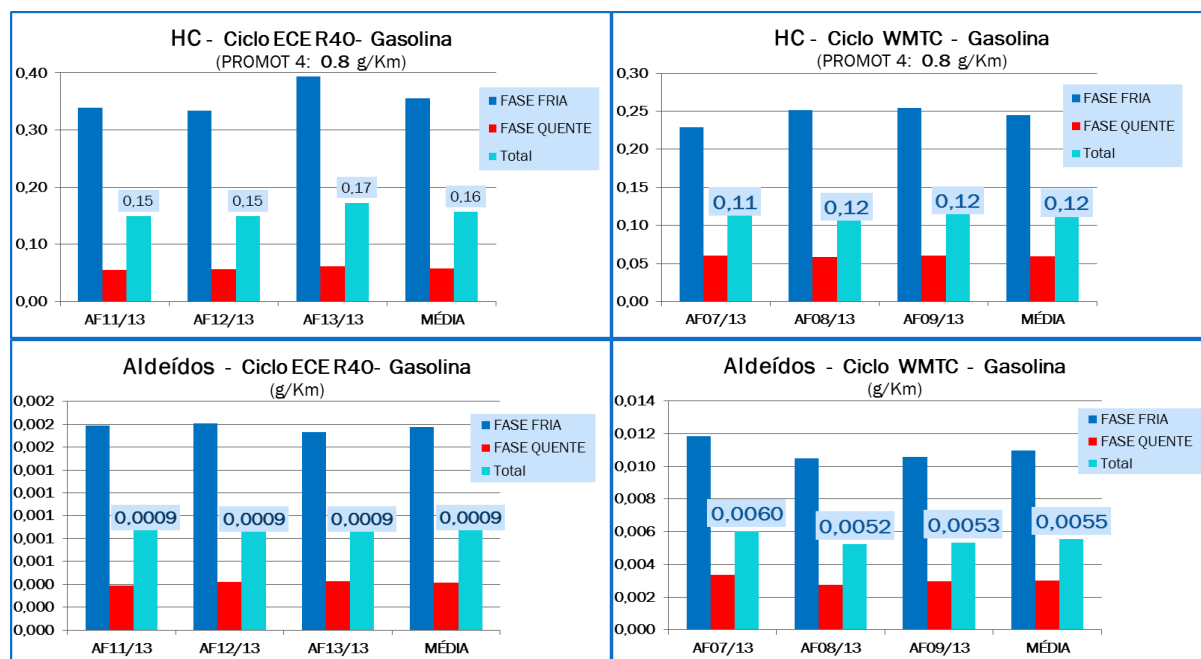 HC - Ciclo ECE R40- Gasolina
(PROMOT 4: 0.8 g/Km)
0,40
0,30
0,20
0,10
0,00
FASE FRIA
FASE QUENTE
Total
0,15
0,15
0,17
0,16
AF11/13
AF12/13
AF13/13
MÉDIA
HC - Ciclo WMTC - Gasolina
(PROMOT 4: 0.8 g/Km)
0,30
0,25
0,20
0,15
0,10
0,05
0,00
FASE FRIA
FASE QUENTE
Total
0,11
0,12
0,12
0,12
AF07/13
AF08/13
AF09/13
MÉDIA
Aldeídos - Ciclo ECE R40- Gasolina
(g/Km)
0,002
0,002
0,002
0,001
0,001
0,001
0,001
0,001
0,000
0,000
0,000
FASE FRIA
FASE QUENTE
Total
0,0009
0,0009
0,0009
0,0009
AF11/13
AF12/13
AF13/13
MÉDIA
Aldeídos - Ciclo WMTC - Gasolina
(g/Km)
0,014
0,012
0,010
0,008
0,006
0,004
0,002
0,000
FASE FRIA
FASE QUENTE
Total
0,0060
0,0052
0,0053
0,0055
AF07/13
AF08/13
AF09/13
MÉDIA